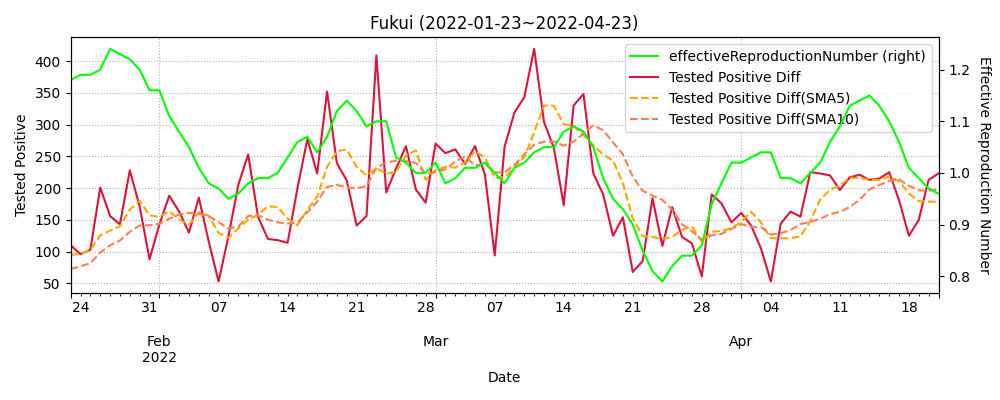 Fukui (2022-01-23~2022-04-23)
effectiveReproductionNumber (right)
Tested Positive Diff
Tested Positive Diff(SMA5)
Tested Positive Diff(SMA10)
Tested Positive
400
350
300
250
200
150
100
50
Effective Reproduction Number
1.2
1.1
1.0
0.9
0.8
24 31 07 14 21 28 07 14 21 28 04 11 18
Feb Mar Apr
2022
Date